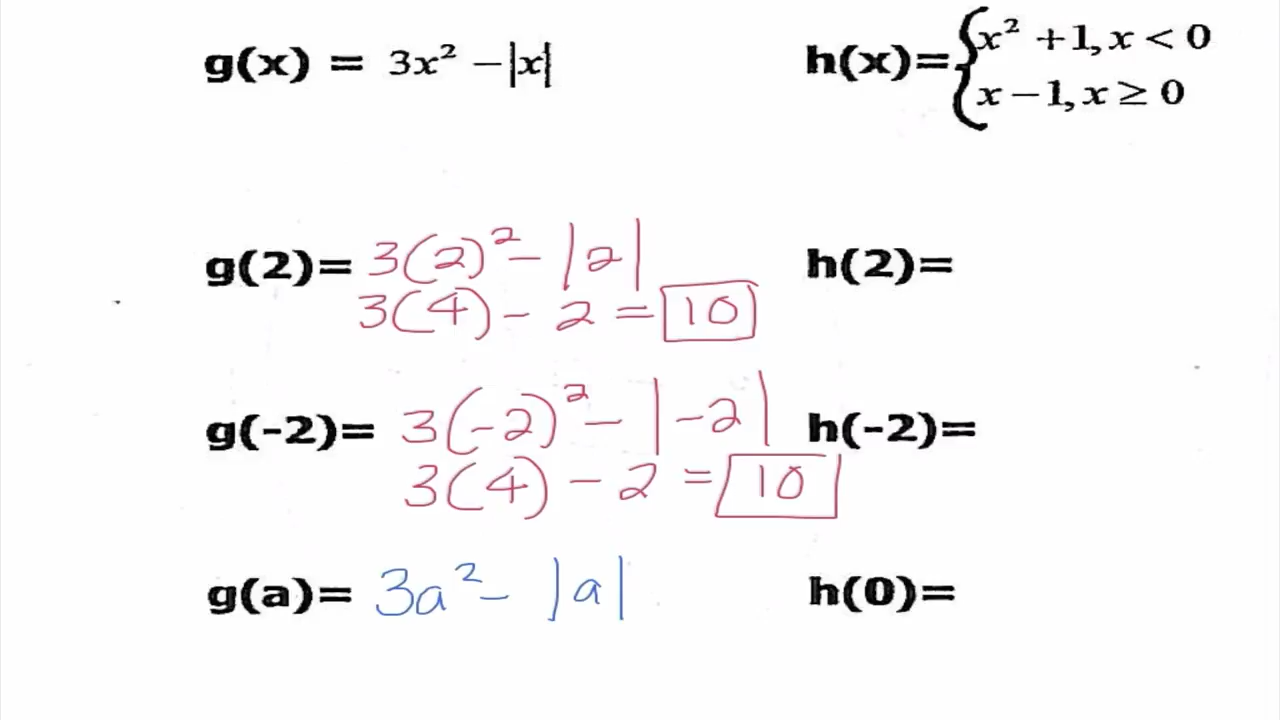 g(x) = 3x² − |x|
h(x)= { x² + 1, x < 0
x − 1, x ≥ 0
g(2)= 3(2)² − |2|
3(4) − 2 = 10
h(2)=
g(-2)= 3(-2)² − |-2|
3(4) − 2 = 10
h(-2)=
g(a)= 3a² − |a|
h(0)=